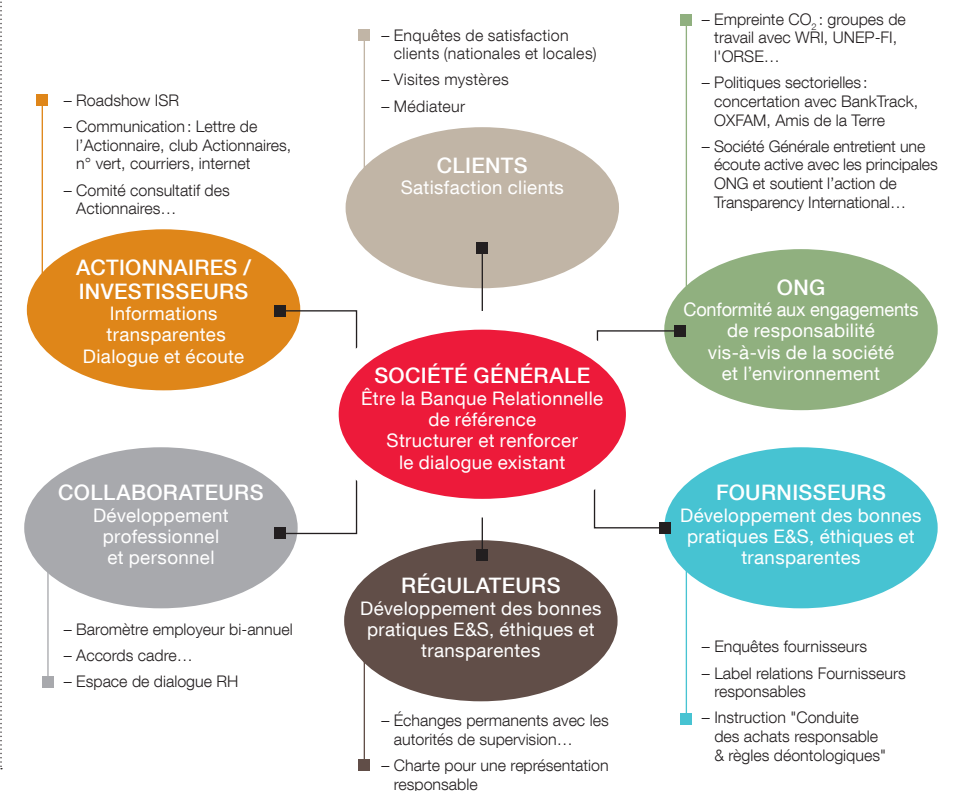 – Enquêtes de satisfaction
clients (nationales et locales)
– Visites mystères
– Médiateur
CLIENTS
Satisfaction clients
– Empreinte CO₂ : groupes de
travail avec WRI, UNEP-FI,
l'ORSE…
– Politiques sectorielles :
concertation avec BankTrack,
OXFAM, Amis de la Terre
– Société Générale entretient une
écoute active avec les principales
ONG et soutient l'action de
Transparency International…
ONG
Conformité aux engagements
de responsabilité
vis-à-vis de la société
et l'environnement
– Roadshow ISR
– Communication : Lettre de
l'Actionnaire, club Actionnaires,
n° vert, courriers, internet
– Comité consultatif des
Actionnaires…
ACTIONNAIRES /
INVESTISSEURS
Informations
transparentes
Dialogue et écoute
SOCIÉTÉ GÉNÉRALE
Être la Banque Relationnelle
de référence
Structurer et renforcer
le dialogue existant
COLLABORATEURS
Développement
professionnel
et personnel
– Baromètre employeur bi-annuel
– Accords cadre…
– Espace de dialogue RH
RÉGULATEURS
Développement des bonnes
pratiques E&S, éthiques et
transparentes
– Échanges permanents avec les
autorités de supervision…
– Charte pour une représentation
responsable
FOURNISSEURS
Développement des bonnes
pratiques E&S, éthiques et
transparentes
– Enquêtes fournisseurs
– Label relations Fournisseurs
responsables
– Instruction "Conduite
des achats responsable
& règles déontologiques"